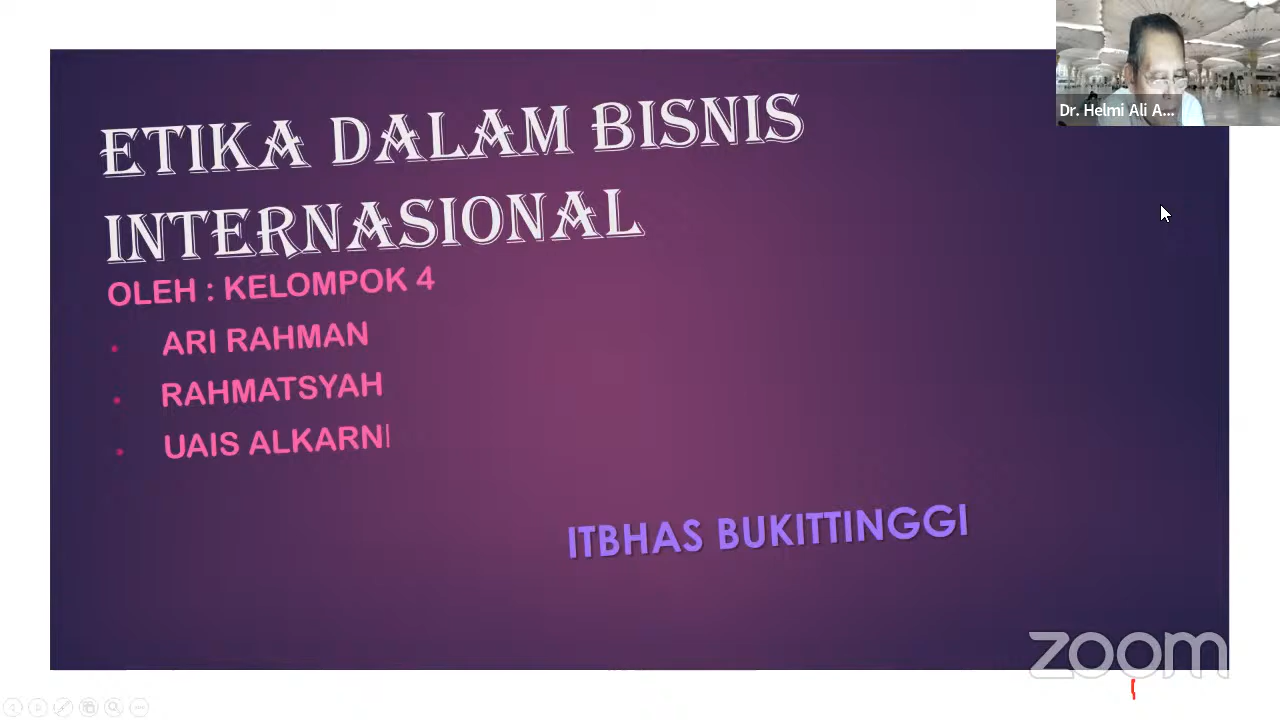 Dr. Helmi Ali A...
ETIKA DALAM BISNIS
INTERNASIONAL
OLEH : KELOMPOK 4
• ARI RAHMAN
• RAHMATSYAH
• UAIS ALKARNI
ITBHAS BUKITTINGGI
zoom